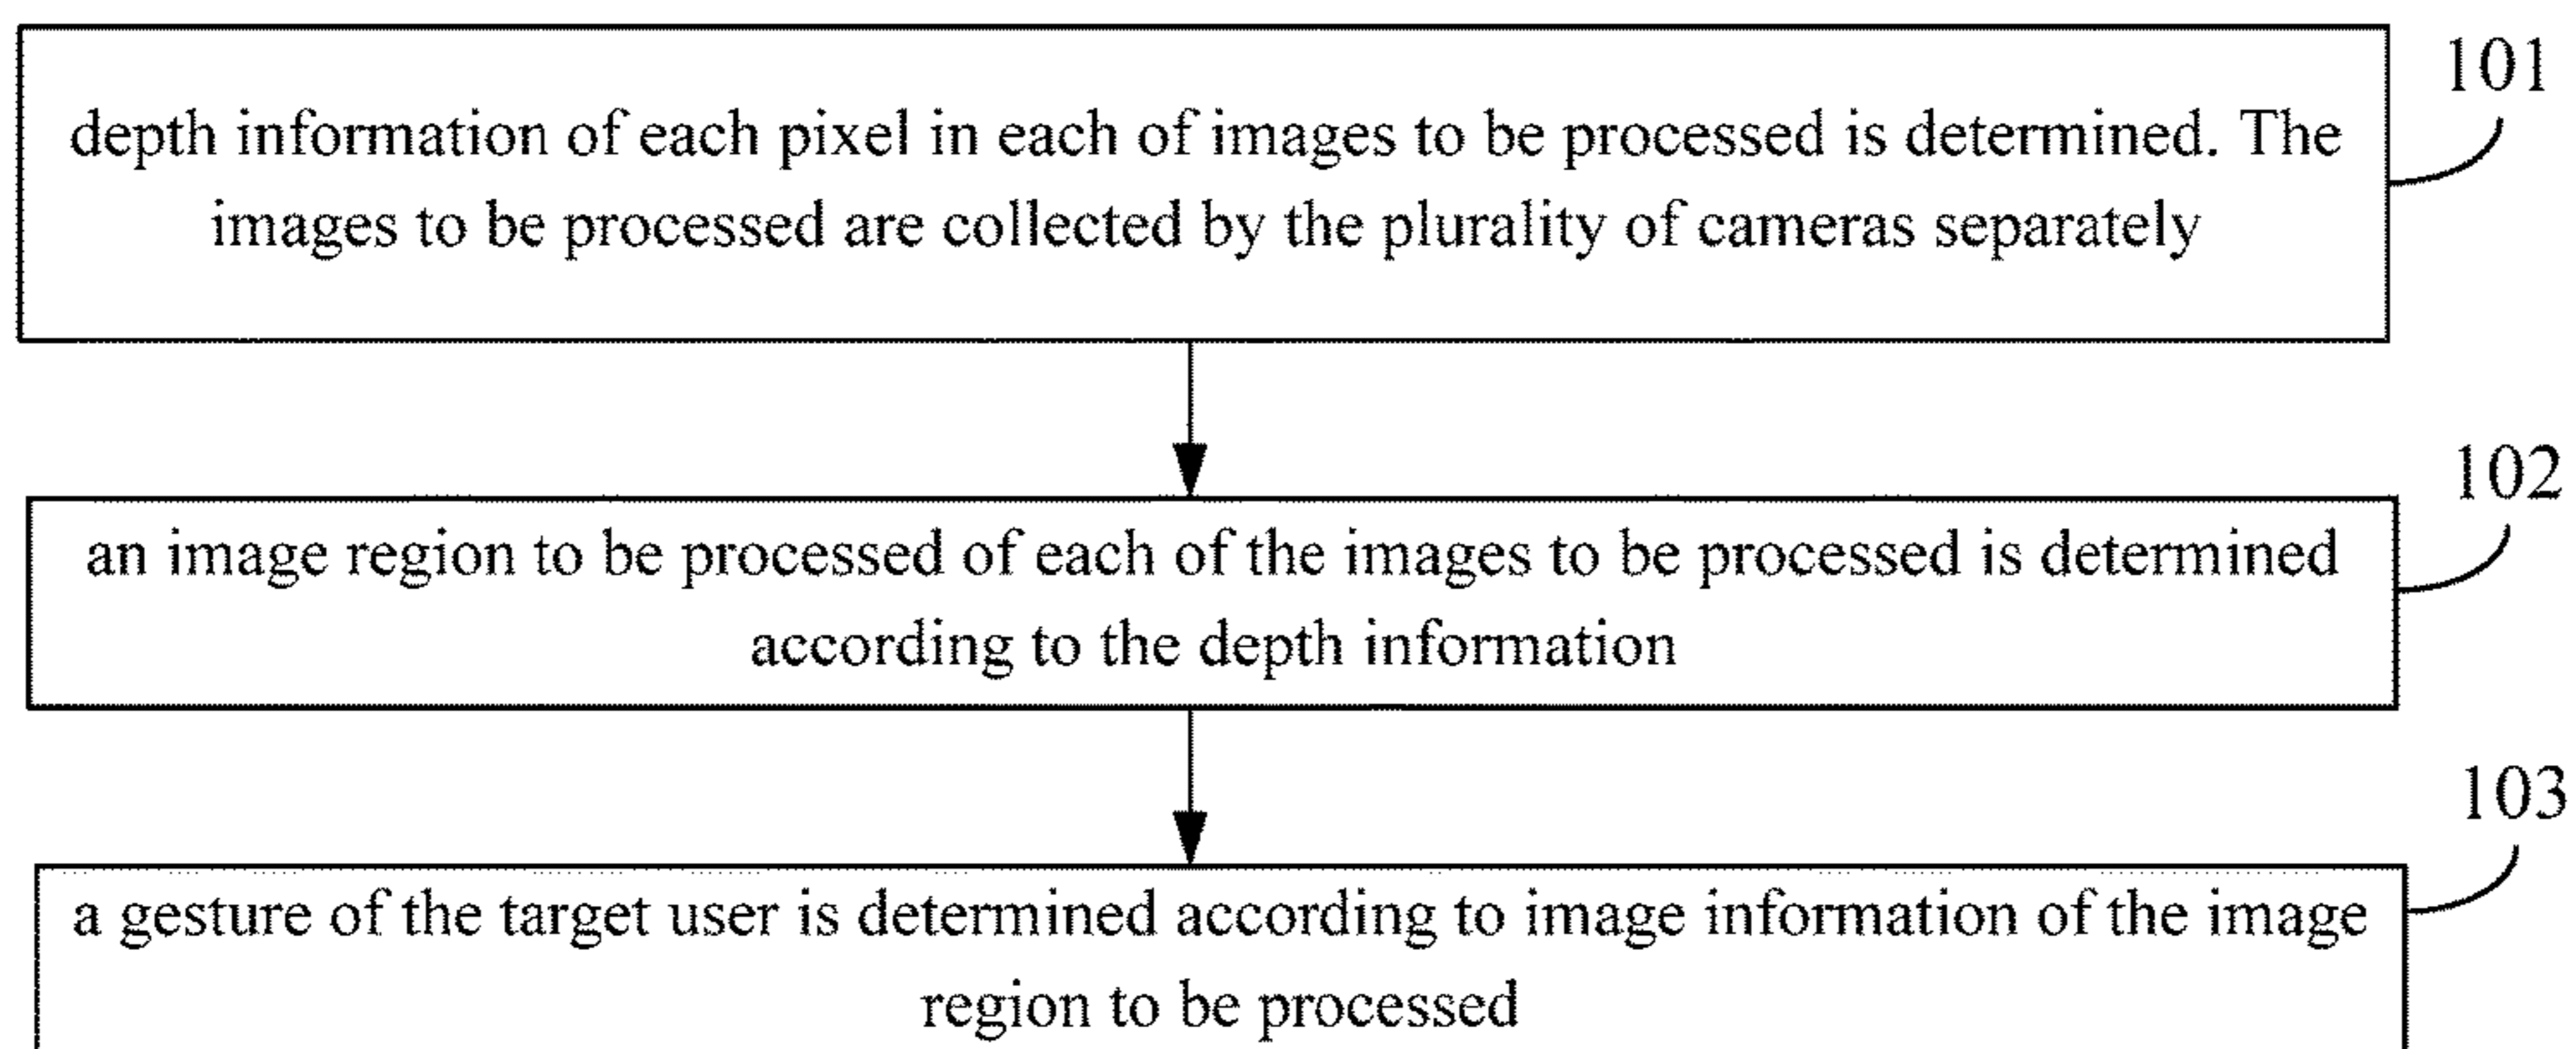 101
depth information of each pixel in each of images to be processed is determined. The
images to be processed are collected by the plurality of cameras separately
102
an image region to be processed of each of the images to be processed is determined
according to the depth information
103
a gesture of the target user is determined according to image information of the image
region to be processed